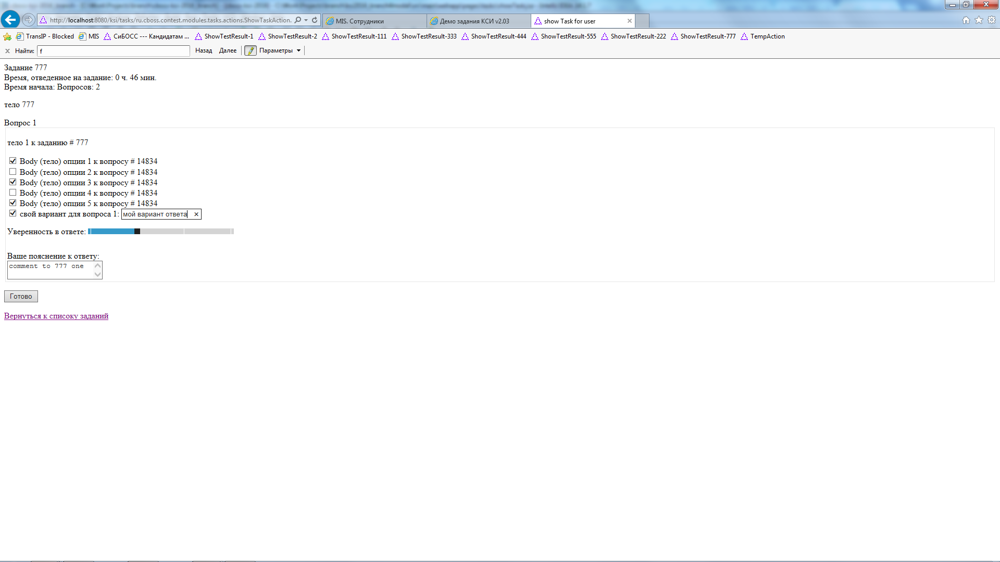 http://localhost:8080/ksi/tasks/ru.cboss.contest.modules.tasks.actions.ShowTaskAction.
MIS. Сотрудники
Демо задания КСИ v2.03
show Task for user
TransIP - Blocked
MIS
СиБОСС --- Кандидатам ...
ShowTestResult-1
ShowTestResult-2
ShowTestResult-111
ShowTestResult-333
ShowTestResult-444
ShowTestResult-555
ShowTestResult-222
ShowTestResult-777
TempAction
Найти: f Назад Далее Параметры
Задание 777
Время, отведенное на задание: 0 ч. 46 мин.
Время начала: Вопросов: 2
тело 777
Вопрос 1
тело 1 к заданию # 777
Body (тело) опции 1 к вопросу # 14834
Body (тело) опции 2 к вопросу # 14834
Body (тело) опции 3 к вопросу # 14834
Body (тело) опции 4 к вопросу # 14834
Body (тело) опции 5 к вопросу # 14834
свой вариант для вопроса 1: мой вариант ответа
Уверенность в ответе:
Ваше пояснение к ответу:
comment to 777 one
Готово
Вернуться к списоку заданий